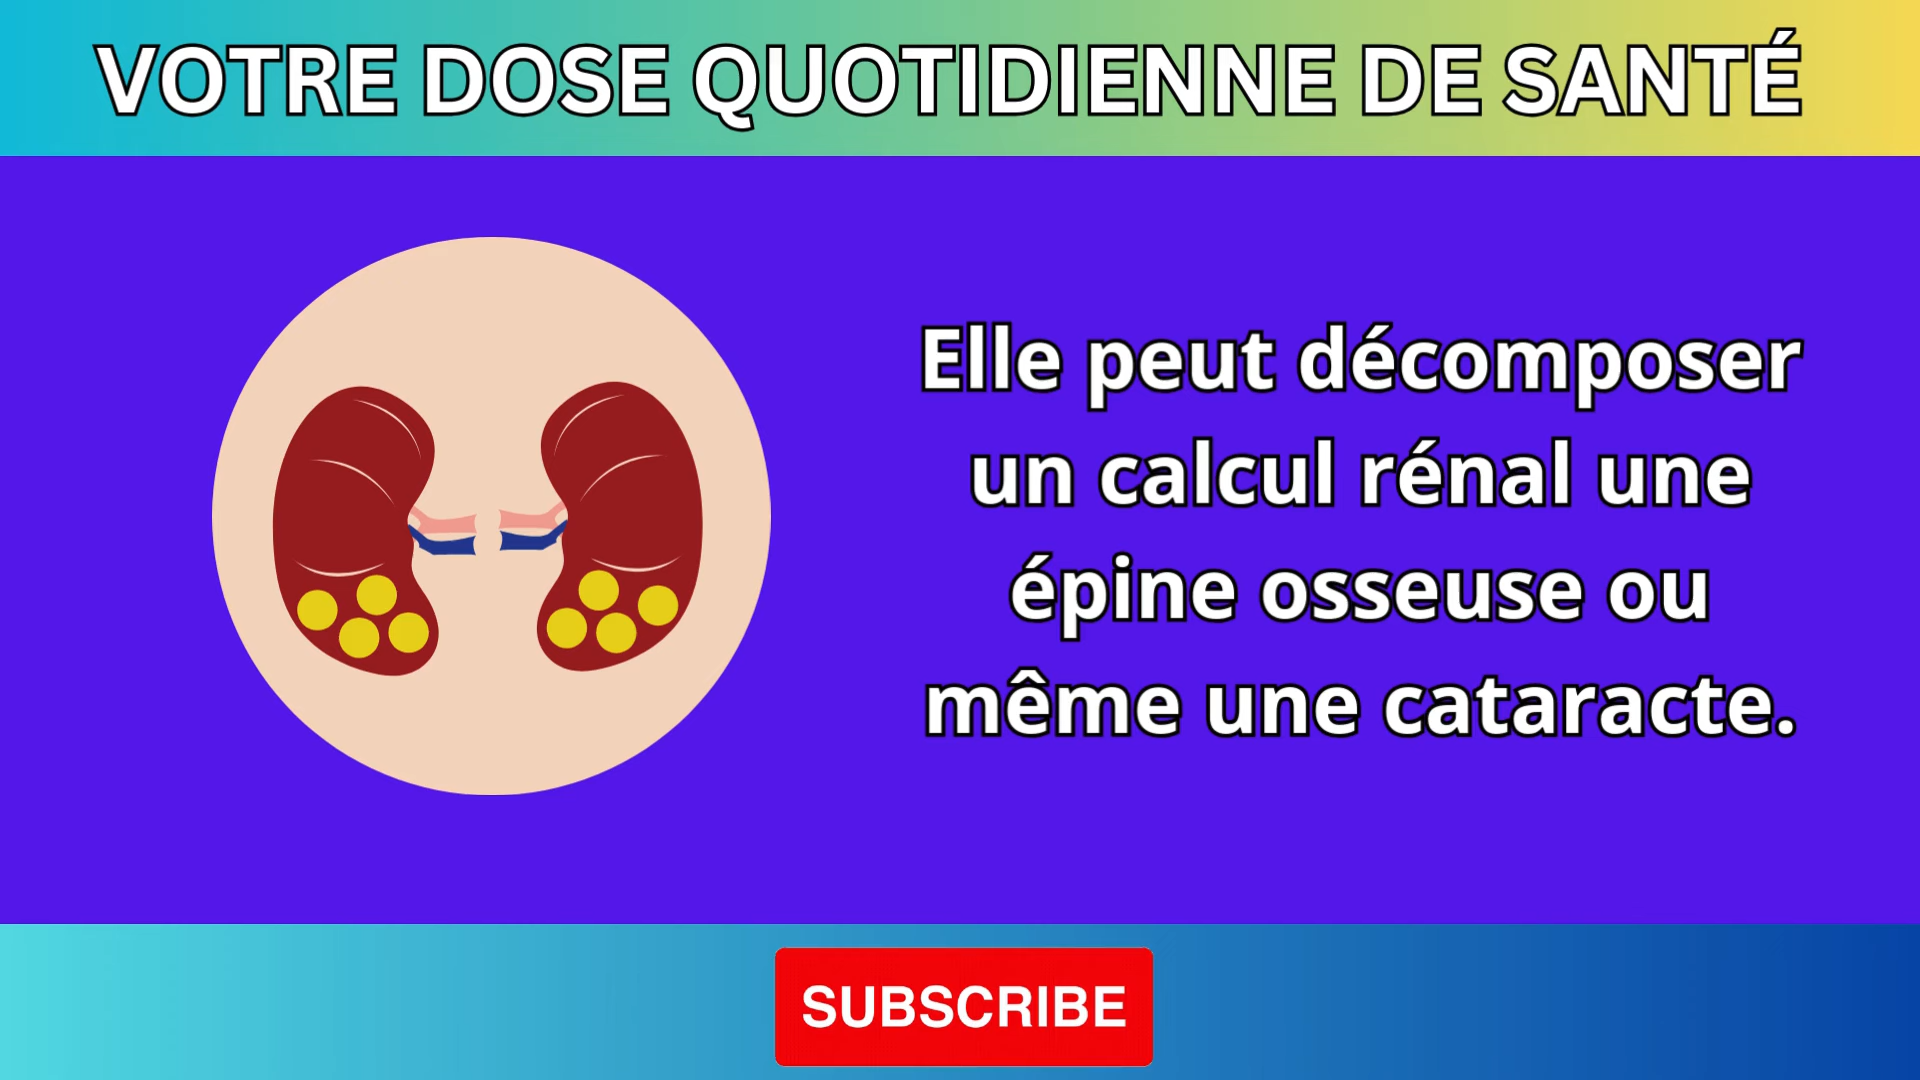 VOTRE DOSE QUOTIDIENNE DE SANTÉ
Elle peut décomposer
un calcul rénal une
épine osseuse ou
même une cataracte.
SUBSCRIBE